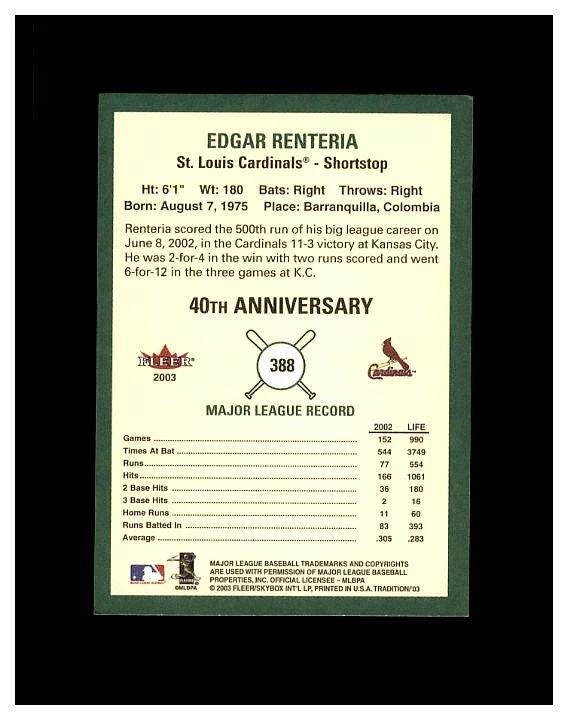 EDGAR RENTERIA
St. Louis Cardinals® - Shortstop
Ht: 6'1" Wt: 180 Bats: Right Throws: Right
Born: August 7, 1975 Place: Barranquilla, Colombia
Renteria scored the 500th run of his big league career on
June 8, 2002, in the Cardinals 11-3 victory at Kansas City.
He was 2-for-4 in the win with two runs scored and went
6-for-12 in the three games at K.C.
40TH ANNIVERSARY
FLEER
2003
388
Cardinals
MAJOR LEAGUE RECORD
2002 LIFE
Games 152 990
Times At Bat 544 3749
Runs 77 554
Hits 166 1061
2 Base Hits 36 180
3 Base Hits 2 16
Home Runs 11 60
Runs Batted In 83 393
Average .305 .283
MAJOR LEAGUE BASEBALL TRADEMARKS AND COPYRIGHTS
ARE USED WITH PERMISSION OF MAJOR LEAGUE BASEBALL
PROPERTIES, INC. OFFICIAL LICENSEE - MLBPA
© 2003 FLEER/SKYBOX INT'L LP, PRINTED IN U.S.A. TRADITION/'03
©MLBPA